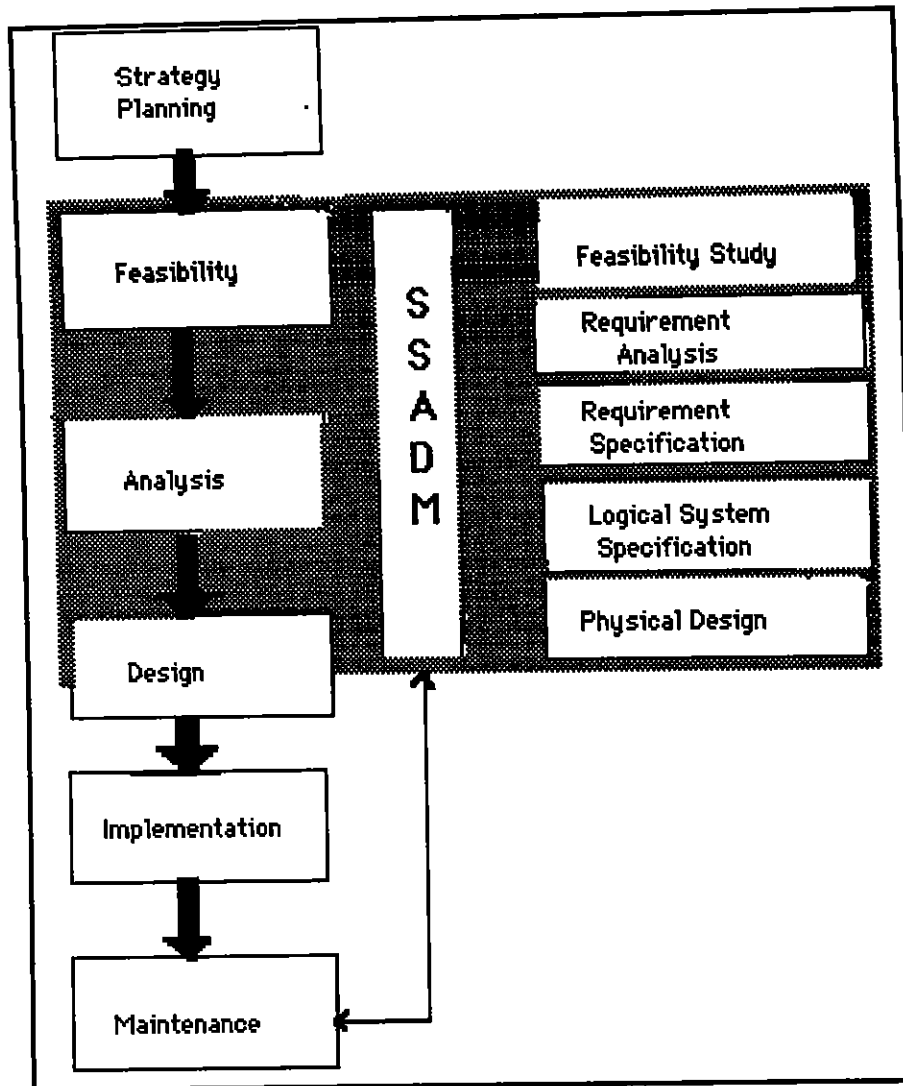 Strategy
Planning
Feasibility
Analysis
Design
Implementation
Maintenance
S
S
A
D
M
Feasibility Study
Requirement
Analysis
Requirement
Specification
Logical System
Specification
Physical Design